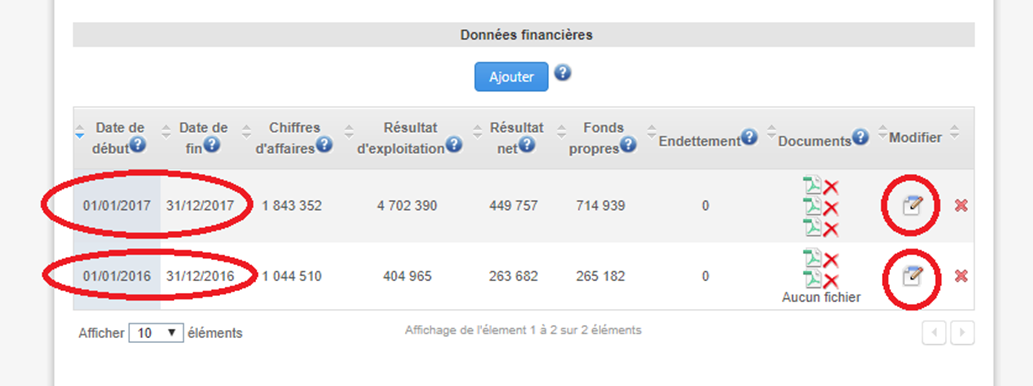 Données financières
Ajouter ?
Date de début? Date de fin? Chiffres d'affaires? Résultat d'exploitation? Résultat net? Fonds propres? Endettement? Documents? Modifier
01/01/2017 31/12/2017 1 843 352 4 702 390 449 757 714 939 0
01/01/2016 31/12/2016 1 044 510 404 965 263 682 265 182 0
Aucun fichier
Afficher 10 éléments Affichage de l'élement 1 à 2 sur 2 éléments